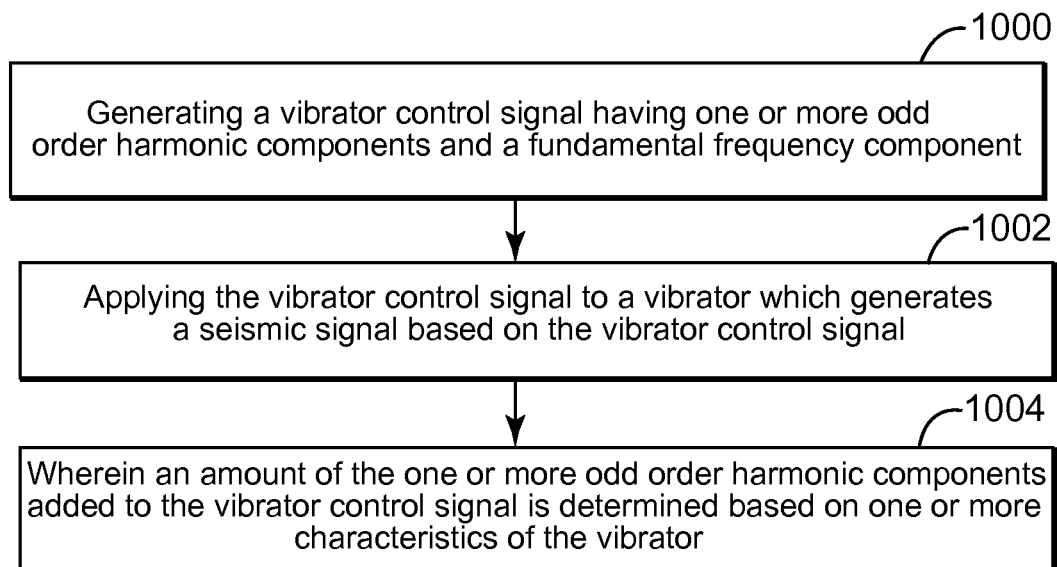 1000
Generating a vibrator control signal having one or more odd
order harmonic components and a fundamental frequency component
1002
Applying the vibrator control signal to a vibrator which generates
a seismic signal based on the vibrator control signal
1004
Wherein an amount of the one or more odd order harmonic components
added to the vibrator control signal is determined based on one or more
characteristics of the vibrator